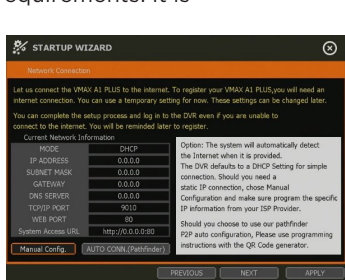 equirements. It is
STARTUP WIZARD
Network Connection
Let us connect the VMAX A1 PLUS to the internet. To register your VMAX A1 PLUS,you will need an
internet connection. You can use a temporary setting for now. These settings can be changed later.
You can complete the setup process and log in to the DVR even if you are unable to
connect to the internet. You will be reminded later to register.
Current Network Information
MODE DHCP
IP ADDRESS 0.0.0.0
SUBNET MASK 0.0.0.0
GATEWAY 0.0.0.0
DNS SERVER 0.0.0.0
TCP/IP PORT 9010
WEB PORT 80
System Access URL http://0.0.0.0:80
Option: The system will automatically detect
the Internet when it is provided.
The DVR defaults to a DHCP Setting for simple
connection. Should you need a
static IP connection, chose Manual
Configuration and make sure program the specific
IP information from your ISP Provider.
Should you choose to use our pathfinder
P2P auto configuration, Please use programming
instructions with the QR Code generator.
Manual Config. AUTO CONN.(Pathfinder)
PREVIOUS NEXT APPLY